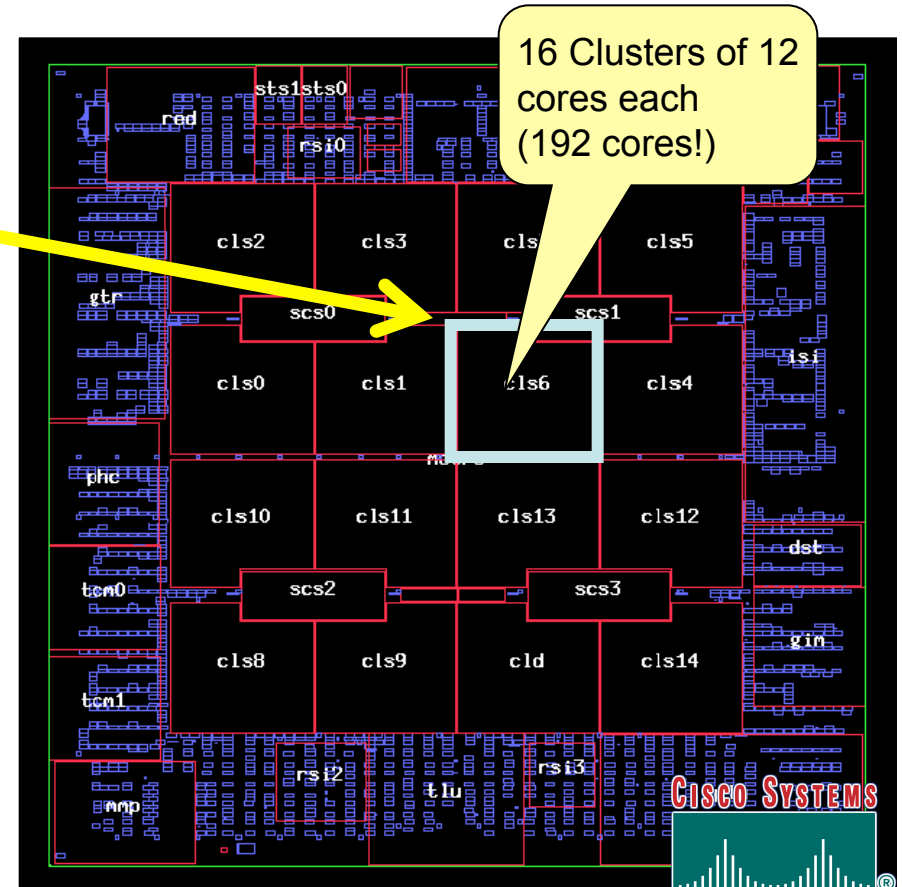 16 Clusters of 12
cores each
(192 cores!)
sts1 sts0
red
rsi0
cls2 cls3 cls5
gtr
scs0 scs1
isi
cls0 cls1 cls6 cls4
phc
cls10 cls11 cls13 cls12
dst
tcm0
scs2 scs3
gim
cls8 cls9 cld cls14
tcm1
rsi2 tlu rsi3
mmp
CISCO SYSTEMS
®